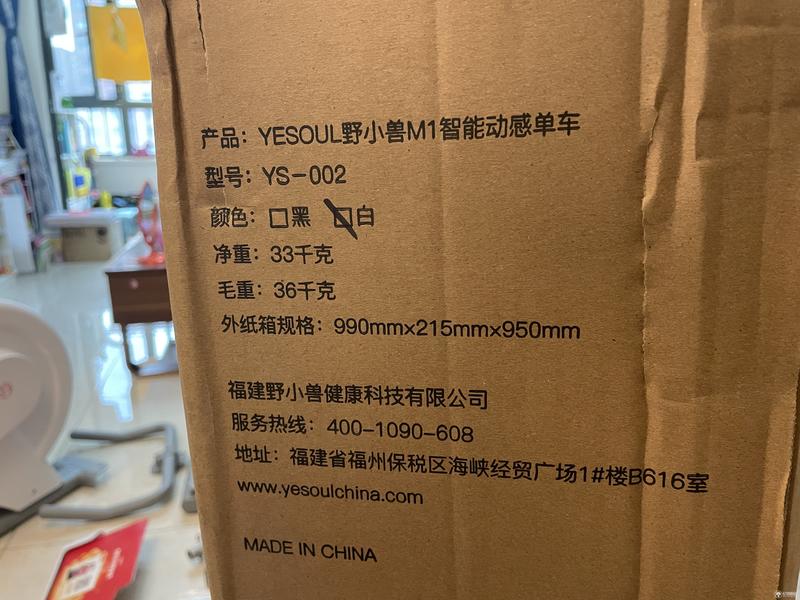 产品：YESOUL野小兽M1智能动感单车
型号：YS-002
颜色：□黑 □白
净重：33千克
毛重：36千克
外纸箱规格：990mm×215mm×950mm
福建野小兽健康科技有限公司
服务热线：400-1090-608
地址：福建省福州保税区海峡经贸广场1#楼B616室
www.yesoulchina.com
MADE IN CHINA